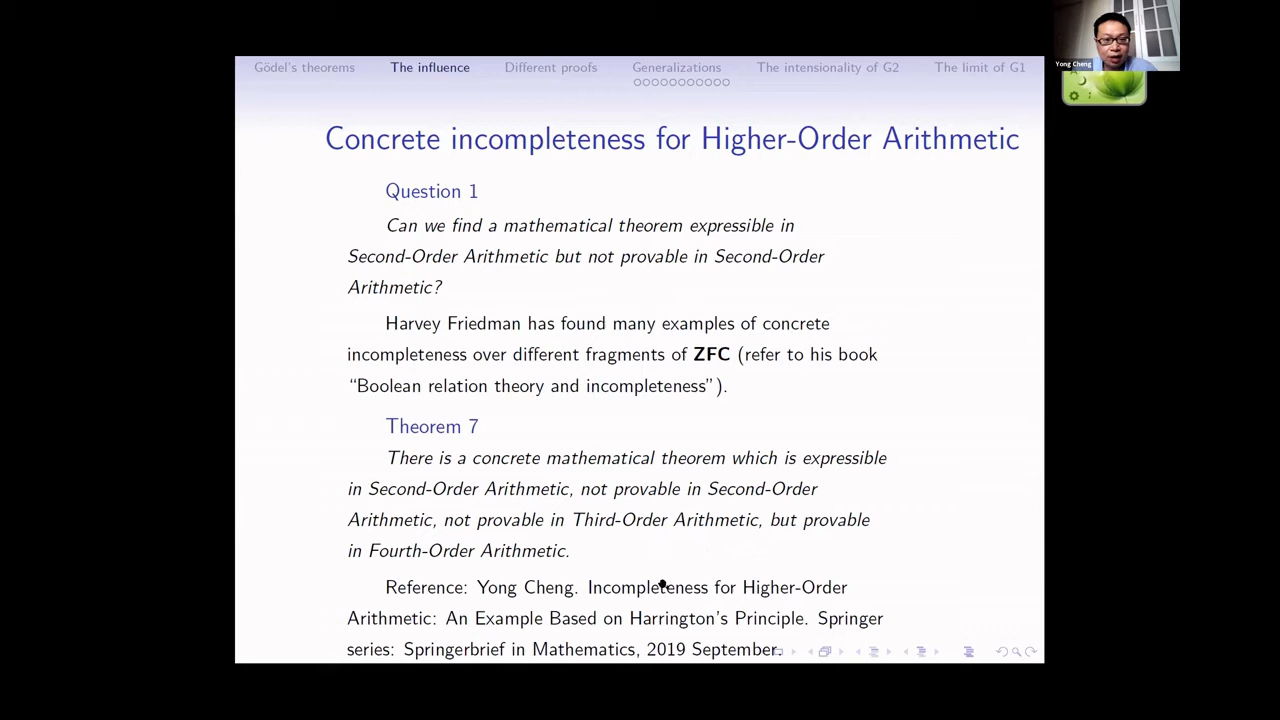 Yong Cheng
Gödel's theorems The influence Different proofs Generalizations The intensionality of G2 The limit of G1
Concrete incompleteness for Higher-Order Arithmetic
Question 1
Can we find a mathematical theorem expressible in
Second-Order Arithmetic but not provable in Second-Order
Arithmetic?
Harvey Friedman has found many examples of concrete
incompleteness over different fragments of ZFC (refer to his book
“Boolean relation theory and incompleteness”).
Theorem 7
There is a concrete mathematical theorem which is expressible
in Second-Order Arithmetic, not provable in Second-Order
Arithmetic, not provable in Third-Order Arithmetic, but provable
in Fourth-Order Arithmetic.
Reference: Yong Cheng. Incompleteness for Higher-Order
Arithmetic: An Example Based on Harrington's Principle. Springer
series: Springerbrief in Mathematics, 2019 September.